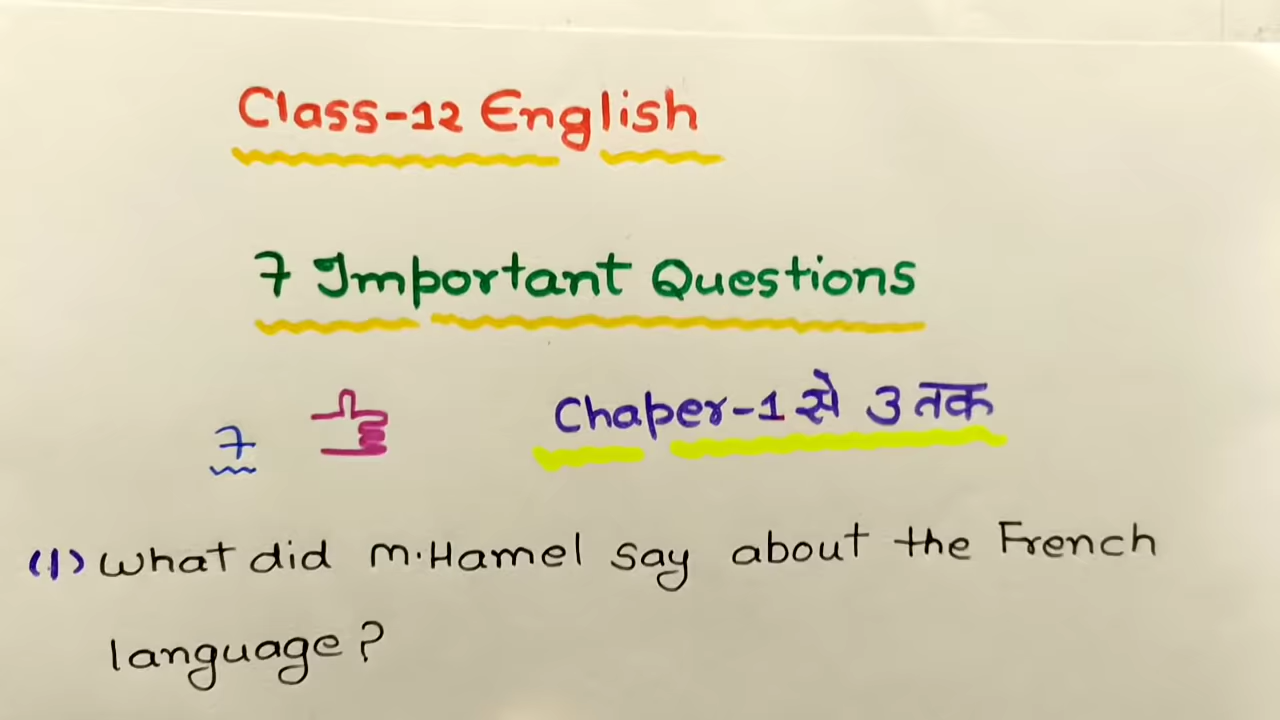 Class-12 English
7 Important Questions
7 Chaper-1 से 3 तक
(1) What did M.Hamel say about the French
language?